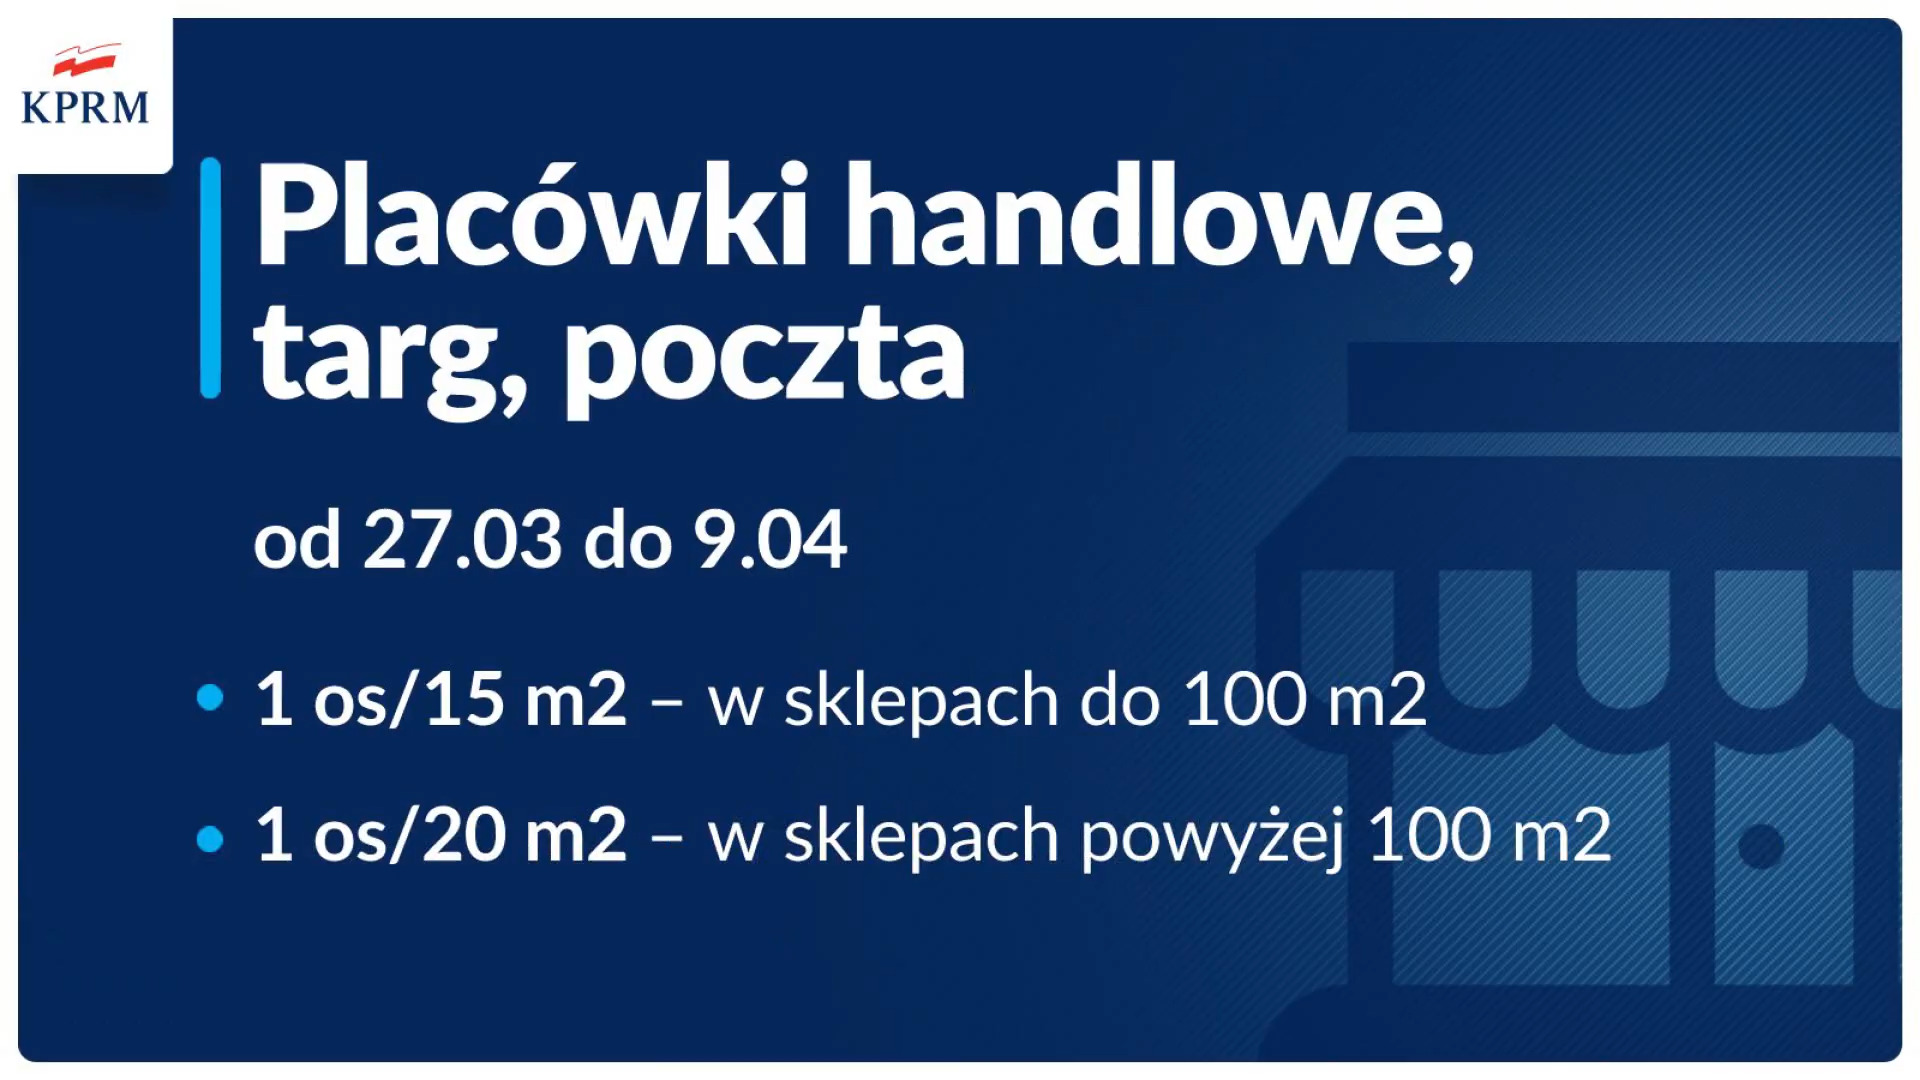 KPRM
Placówki handlowe,
targ, poczta
od 27.03 do 9.04
1 os/15 m2 – w sklepach do 100 m2
1 os/20 m2 – w sklepach powyżej 100 m2